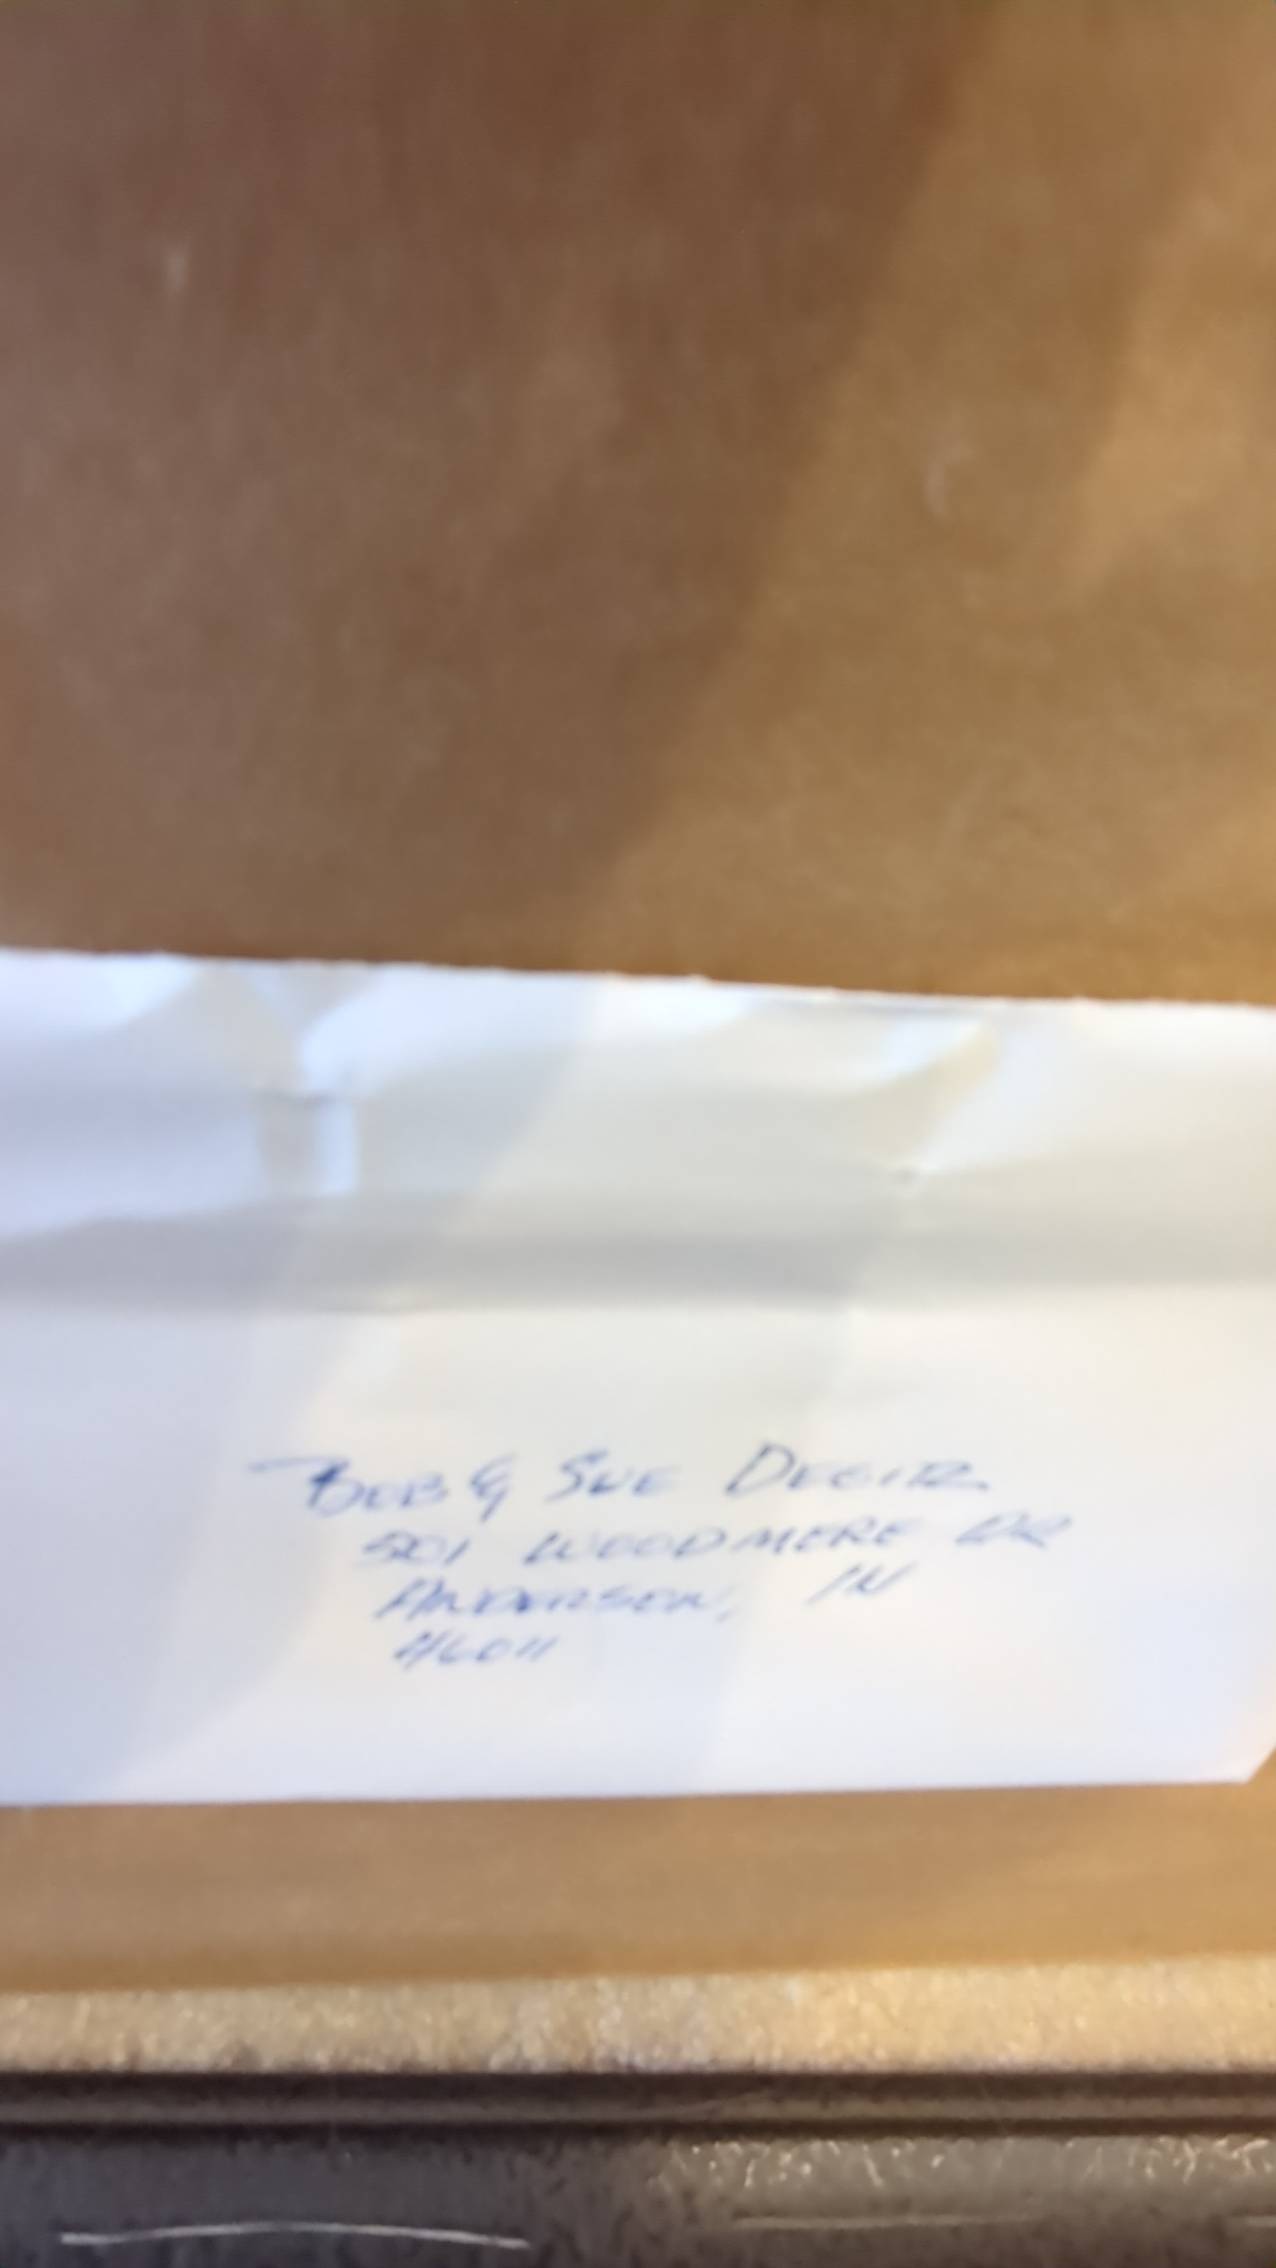 Bob & Sue
Woodmere Dr
Anderson, IN
46011